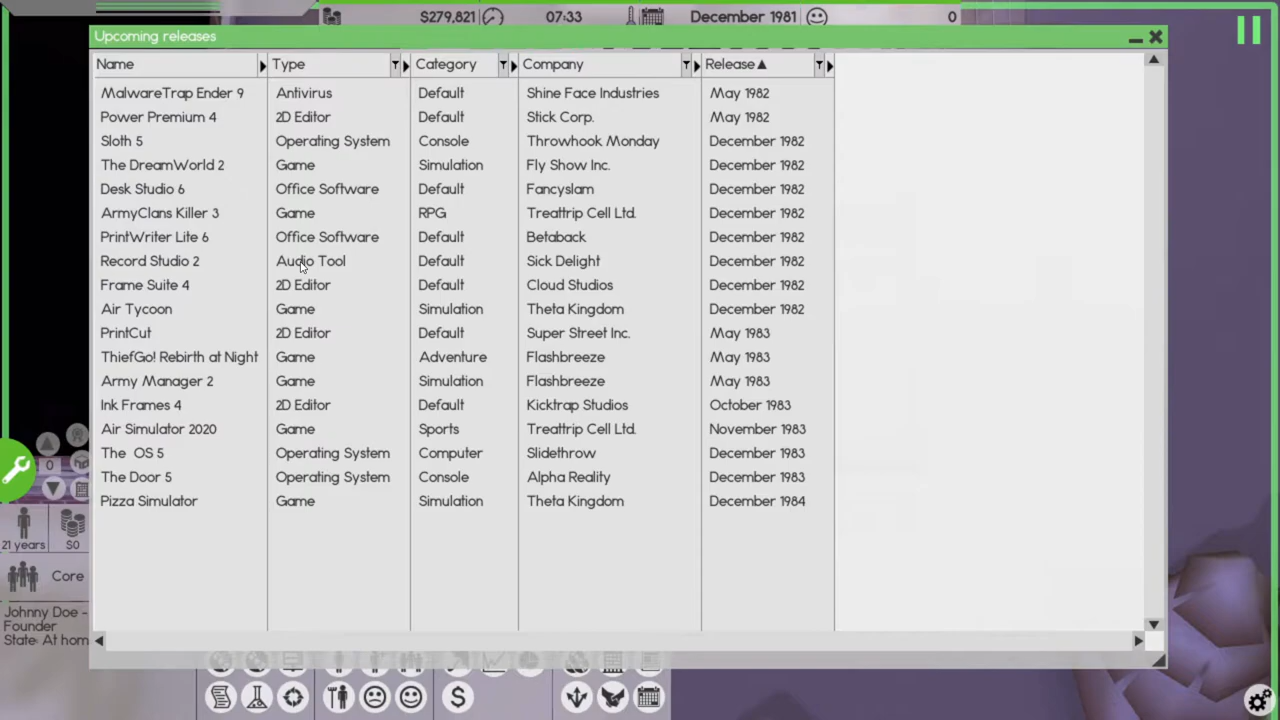 $279,821 07:33 December 1981 0
Upcoming releases
Name Type Category Company Release
MalwareTrap Ender 9 Antivirus Default Shine Face Industries May 1982
Power Premium 4 2D Editor Default Stick Corp. May 1982
Sloth 5 Operating System Console Throwhook Monday December 1982
The DreamWorld 2 Game Simulation Fly Show Inc. December 1982
Desk Studio 6 Office Software Default Fancyslam December 1982
ArmyClans Killer 3 Game RPG Treattrip Cell Ltd. December 1982
PrintWriter Lite 6 Office Software Default Betaback December 1982
Record Studio 2 Audio Tool Default Sick Delight December 1982
Frame Suite 4 2D Editor Default Cloud Studios December 1982
Air Tycoon Game Simulation Theta Kingdom December 1982
PrintCut 2D Editor Default Super Street Inc. May 1983
ThiefGo! Rebirth at Night Game Adventure Flashbreeze May 1983
Army Manager 2 Game Simulation Flashbreeze May 1983
Ink Frames 4 2D Editor Default Kicktrap Studios October 1983
Air Simulator 2020 Game Sports Treattrip Cell Ltd. November 1983
The OS 5 Operating System Computer Slidethrow December 1983
The Door 5 Operating System Console Alpha Reality December 1983
Pizza Simulator Game Simulation Theta Kingdom December 1984
0
21 years $0
Core
Johnny Doe -
Founder
State: At hom
$